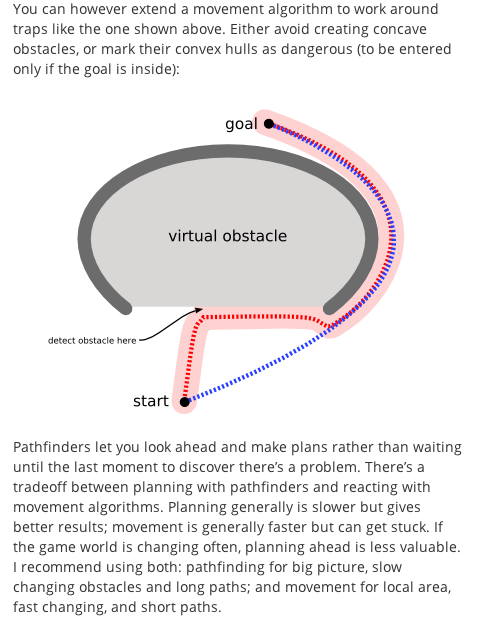 You can however extend a movement algorithm to work around
traps like the one shown above. Either avoid creating concave
obstacles, or mark their convex hulls as dangerous (to be entered
only if the goal is inside):
goal
virtual obstacle
detect obstacle here
start
Pathfinders let you look ahead and make plans rather than waiting
until the last moment to discover there’s a problem. There’s a
tradeoff between planning with pathfinders and reacting with
movement algorithms. Planning generally is slower but gives
better results; movement is generally faster but can get stuck. If
the game world is changing often, planning ahead is less valuable.
I recommend using both: pathfinding for big picture, slow
changing obstacles and long paths; and movement for local area,
fast changing, and short paths.